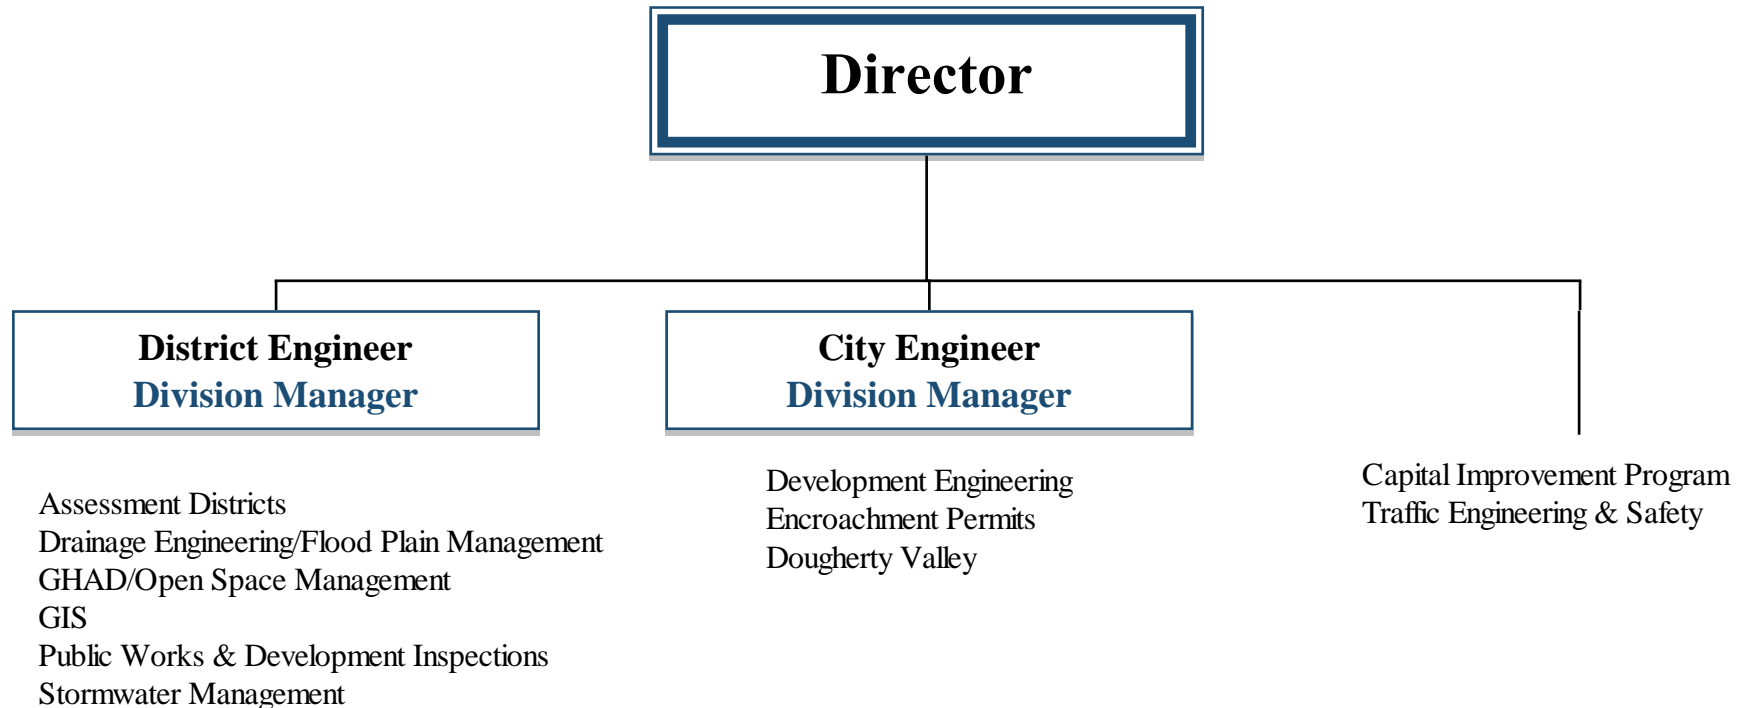 Director
District Engineer
Division Manager
City Engineer
Division Manager
Assessment Districts
Drainage Engineering/Flood Plain Management
GHAD/Open Space Management
GIS
Public Works & Development Inspections
Stormwater Management
Development Engineering
Encroachment Permits
Dougherty Valley
Capital Improvement Program
Traffic Engineering & Safety